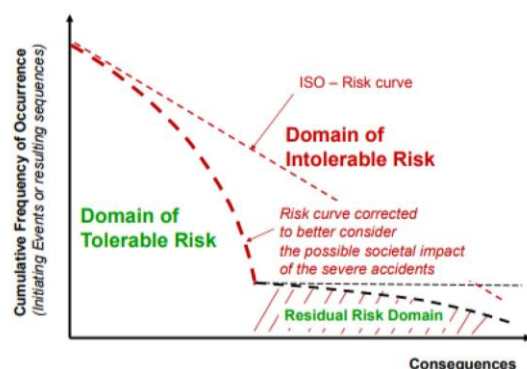 Cumulative Frequency of Occurrence
(Initiating Events or resulting sequences)
ISO – Risk curve
Domain of
Intolerable Risk
Domain of
Tolerable Risk
Risk curve corrected
to better consider
the possible societal impact
of the severe accidents
Residual Risk Domain
Consequences